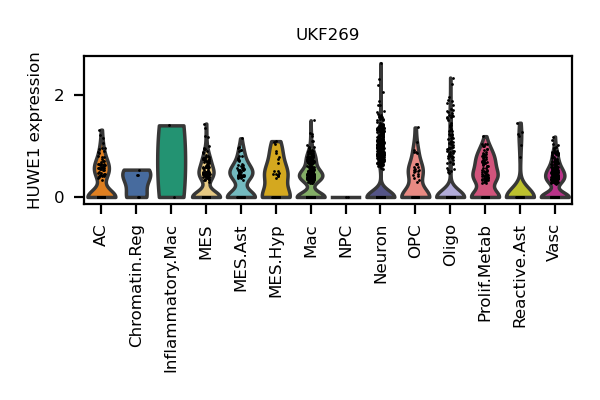 UKF269
HUWE1 expression
2
0
AC
Chromatin.Reg
Inflammatory.Mac
MES
MES.Ast
MES.Hyp
Mac
NPC
Neuron
OPC
Oligo
Prolif.Metab
Reactive.Ast
Vasc